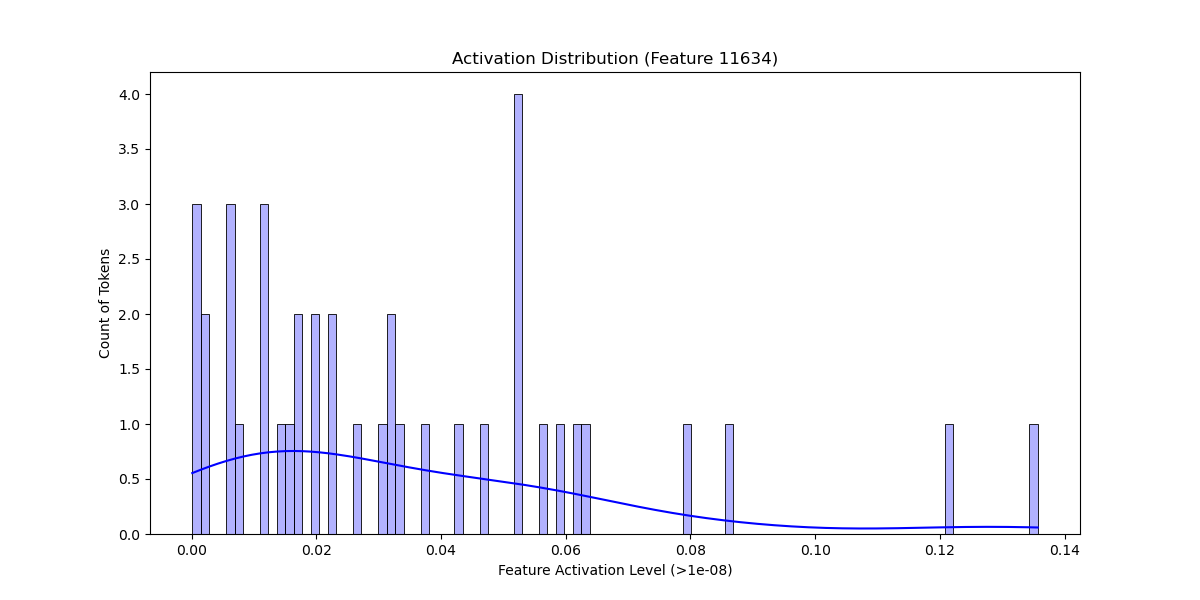 Activation Distribution (Feature 11634)
4.0
3.5
3.0
2.5
2.0
1.5
1.0
0.5
0.0
Count of Tokens
0.00 0.02 0.04 0.06 0.08 0.10 0.12 0.14
Feature Activation Level (>1e-08)